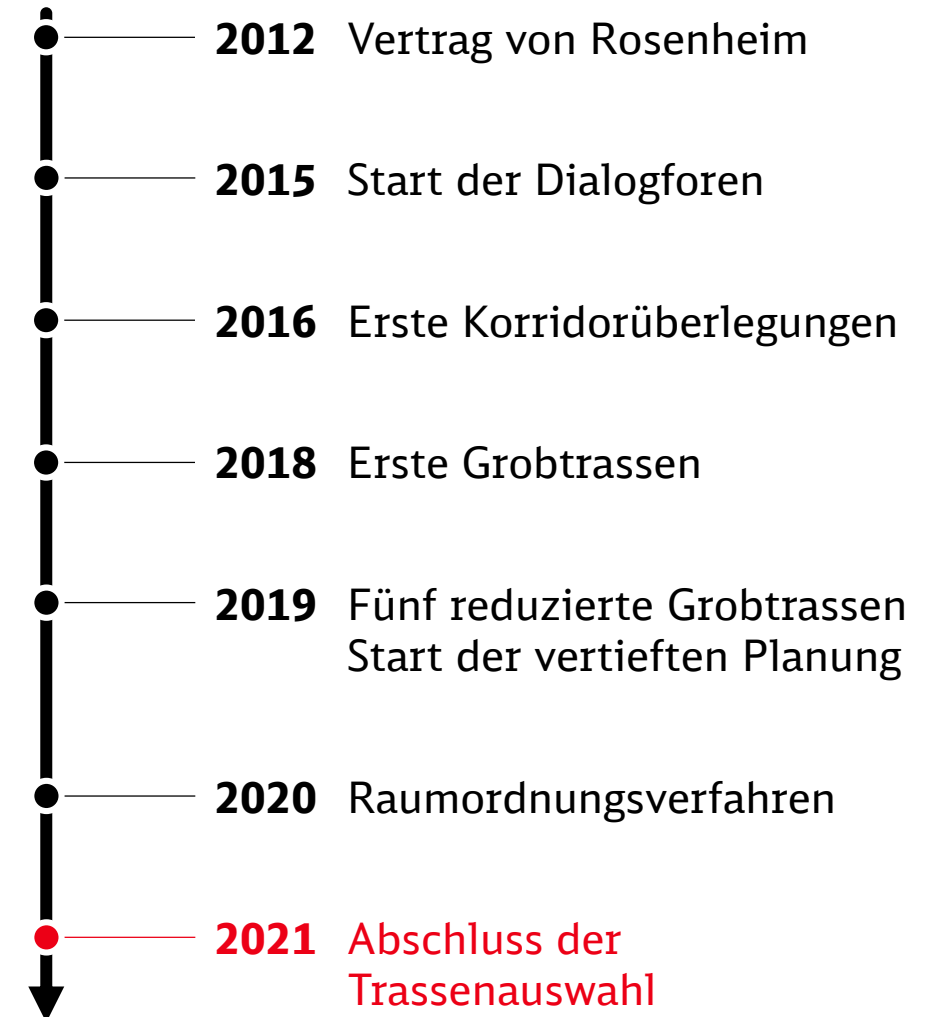 2012 Vertrag von Rosenheim
2015 Start der Dialogforen
2016 Erste Korridorüberlegungen
2018 Erste Grobtrassen
2019 Fünf reduzierte Grobtrassen
Start der vertieften Planung
2020 Raumordnungsverfahren
2021 Abschluss der
Trassenauswahl